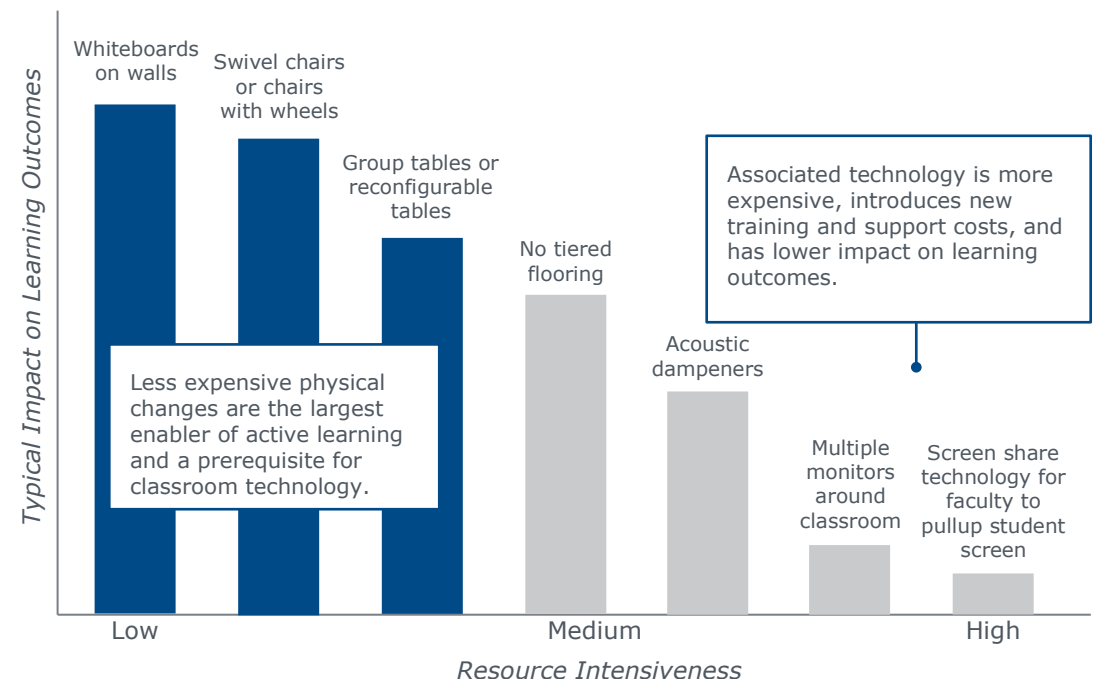 Typical Impact on Learning Outcomes
Whiteboards
on walls
Swivel chairs
or chairs
with wheels
Group tables or
reconfigurable
tables
No tiered
flooring
Acoustic
dampeners
Multiple
monitors
around
classroom
Screen share
technology for
faculty to
pullup student
screen
Associated technology is more
expensive, introduces new
training and support costs, and
has lower impact on learning
outcomes.
Less expensive physical
changes are the largest
enabler of active learning
and a prerequisite for
classroom technology.
Low
Medium
High
Resource Intensiveness